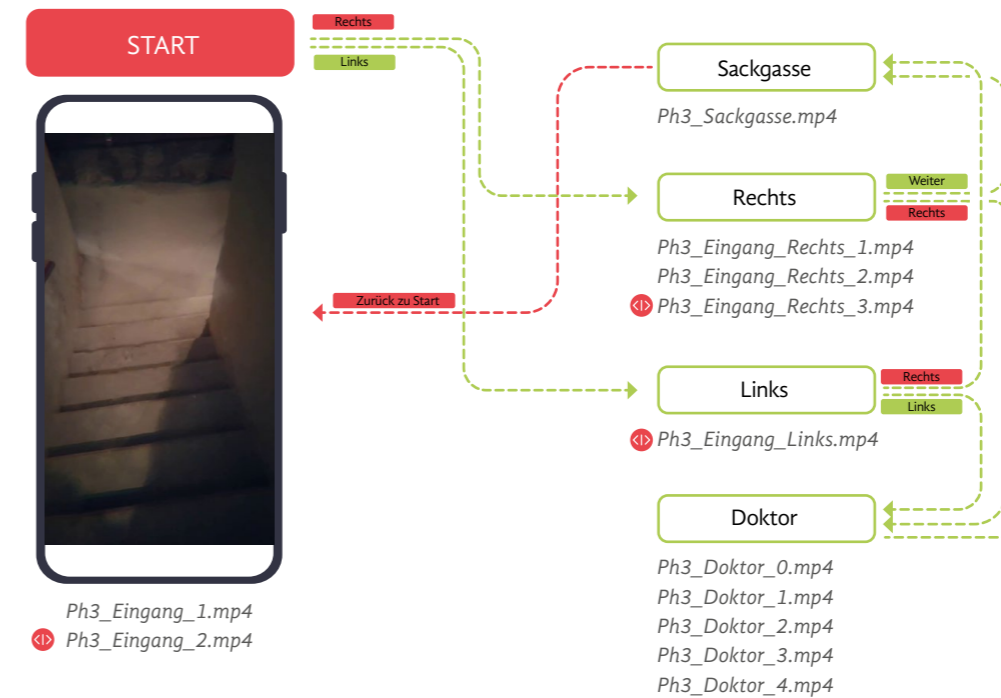 START
Rechts
Links
Ph3_Eingang_1.mp4
Ph3_Eingang_2.mp4
Zurück zu Start
Sackgasse
Ph3_Sackgasse.mp4
Rechts
Weiter
Rechts
Ph3_Eingang_Rechts_1.mp4
Ph3_Eingang_Rechts_2.mp4
Ph3_Eingang_Rechts_3.mp4
Links
Rechts
Links
Ph3_Eingang_Links.mp4
Doktor
Ph3_Doktor_0.mp4
Ph3_Doktor_1.mp4
Ph3_Doktor_2.mp4
Ph3_Doktor_3.mp4
Ph3_Doktor_4.mp4